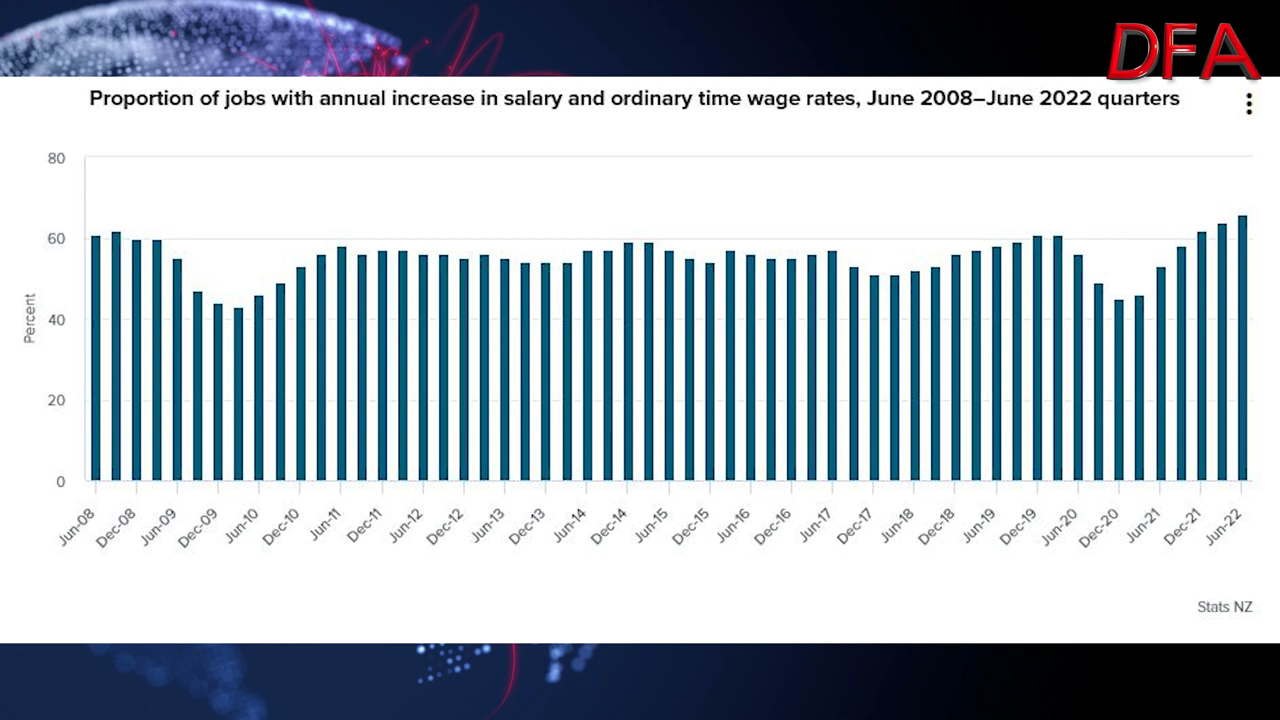 DFA
Proportion of jobs with annual increase in salary and ordinary time wage rates, June 2008–June 2022 quarters
80
60
40
20
0
Percent
Jun-08 Dec-08 Jun-09 Dec-09 Jun-10 Dec-10 Jun-11 Dec-11 Jun-12 Dec-12 Jun-13 Dec-13 Jun-14 Dec-14 Jun-15 Dec-15 Jun-16 Dec-16 Jun-17 Dec-17 Jun-18 Dec-18 Jun-19 Dec-19 Jun-20 Dec-20 Jun-21 Dec-21 Jun-22
Stats NZ